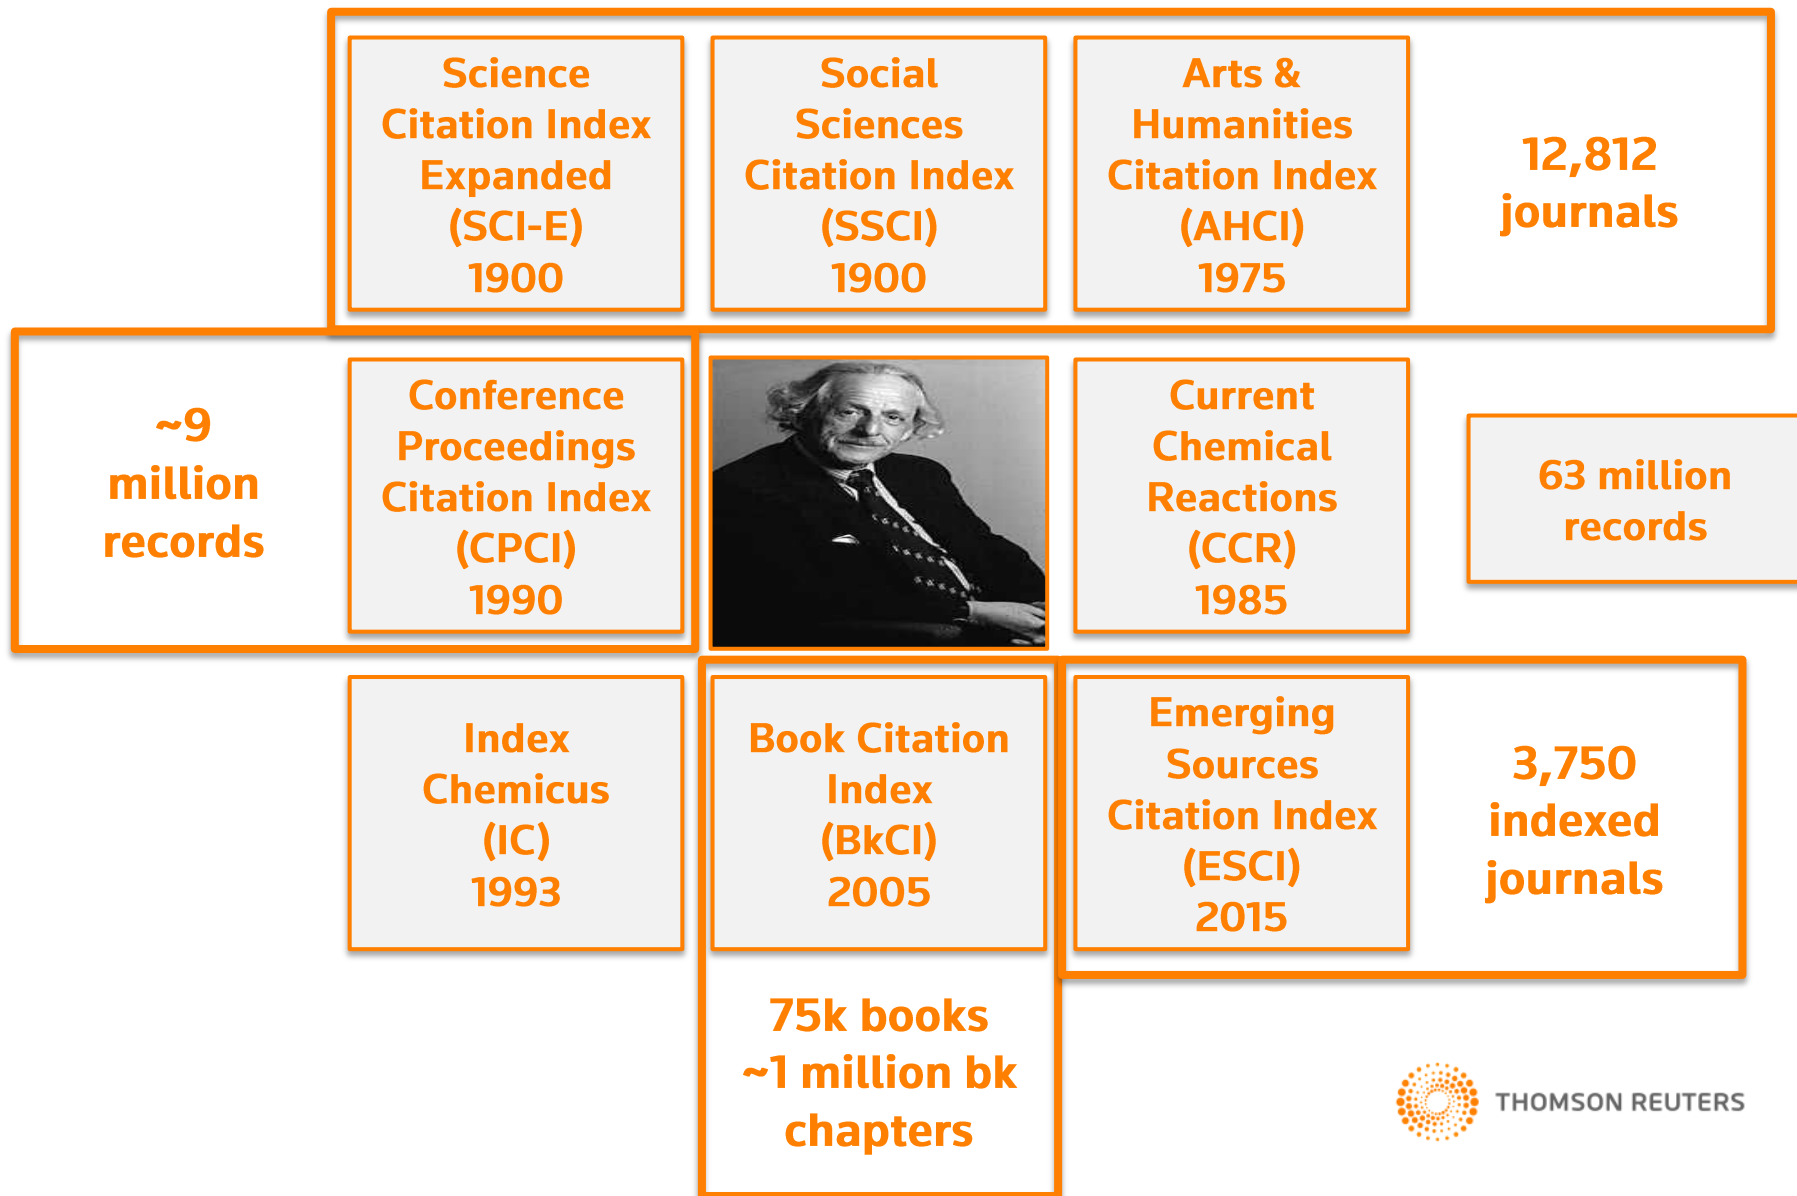 Science
Citation Index
Expanded
(SCI-E)
1900
Social
Sciences
Citation Index
(SSCI)
1900
Arts &
Humanities
Citation Index
(AHCI)
1975
12,812
journals
~9
million
records
Conference
Proceedings
Citation Index
(CPCI)
1990
Current
Chemical
Reactions
(CCR)
1985
63 million
records
Index
Chemicus
(IC)
1993
Book Citation
Index
(BkCI)
2005
75k books
~1 million bk
chapters
Emerging
Sources
Citation Index
(ESCI)
2015
3,750
indexed
journals
THOMSON REUTERS